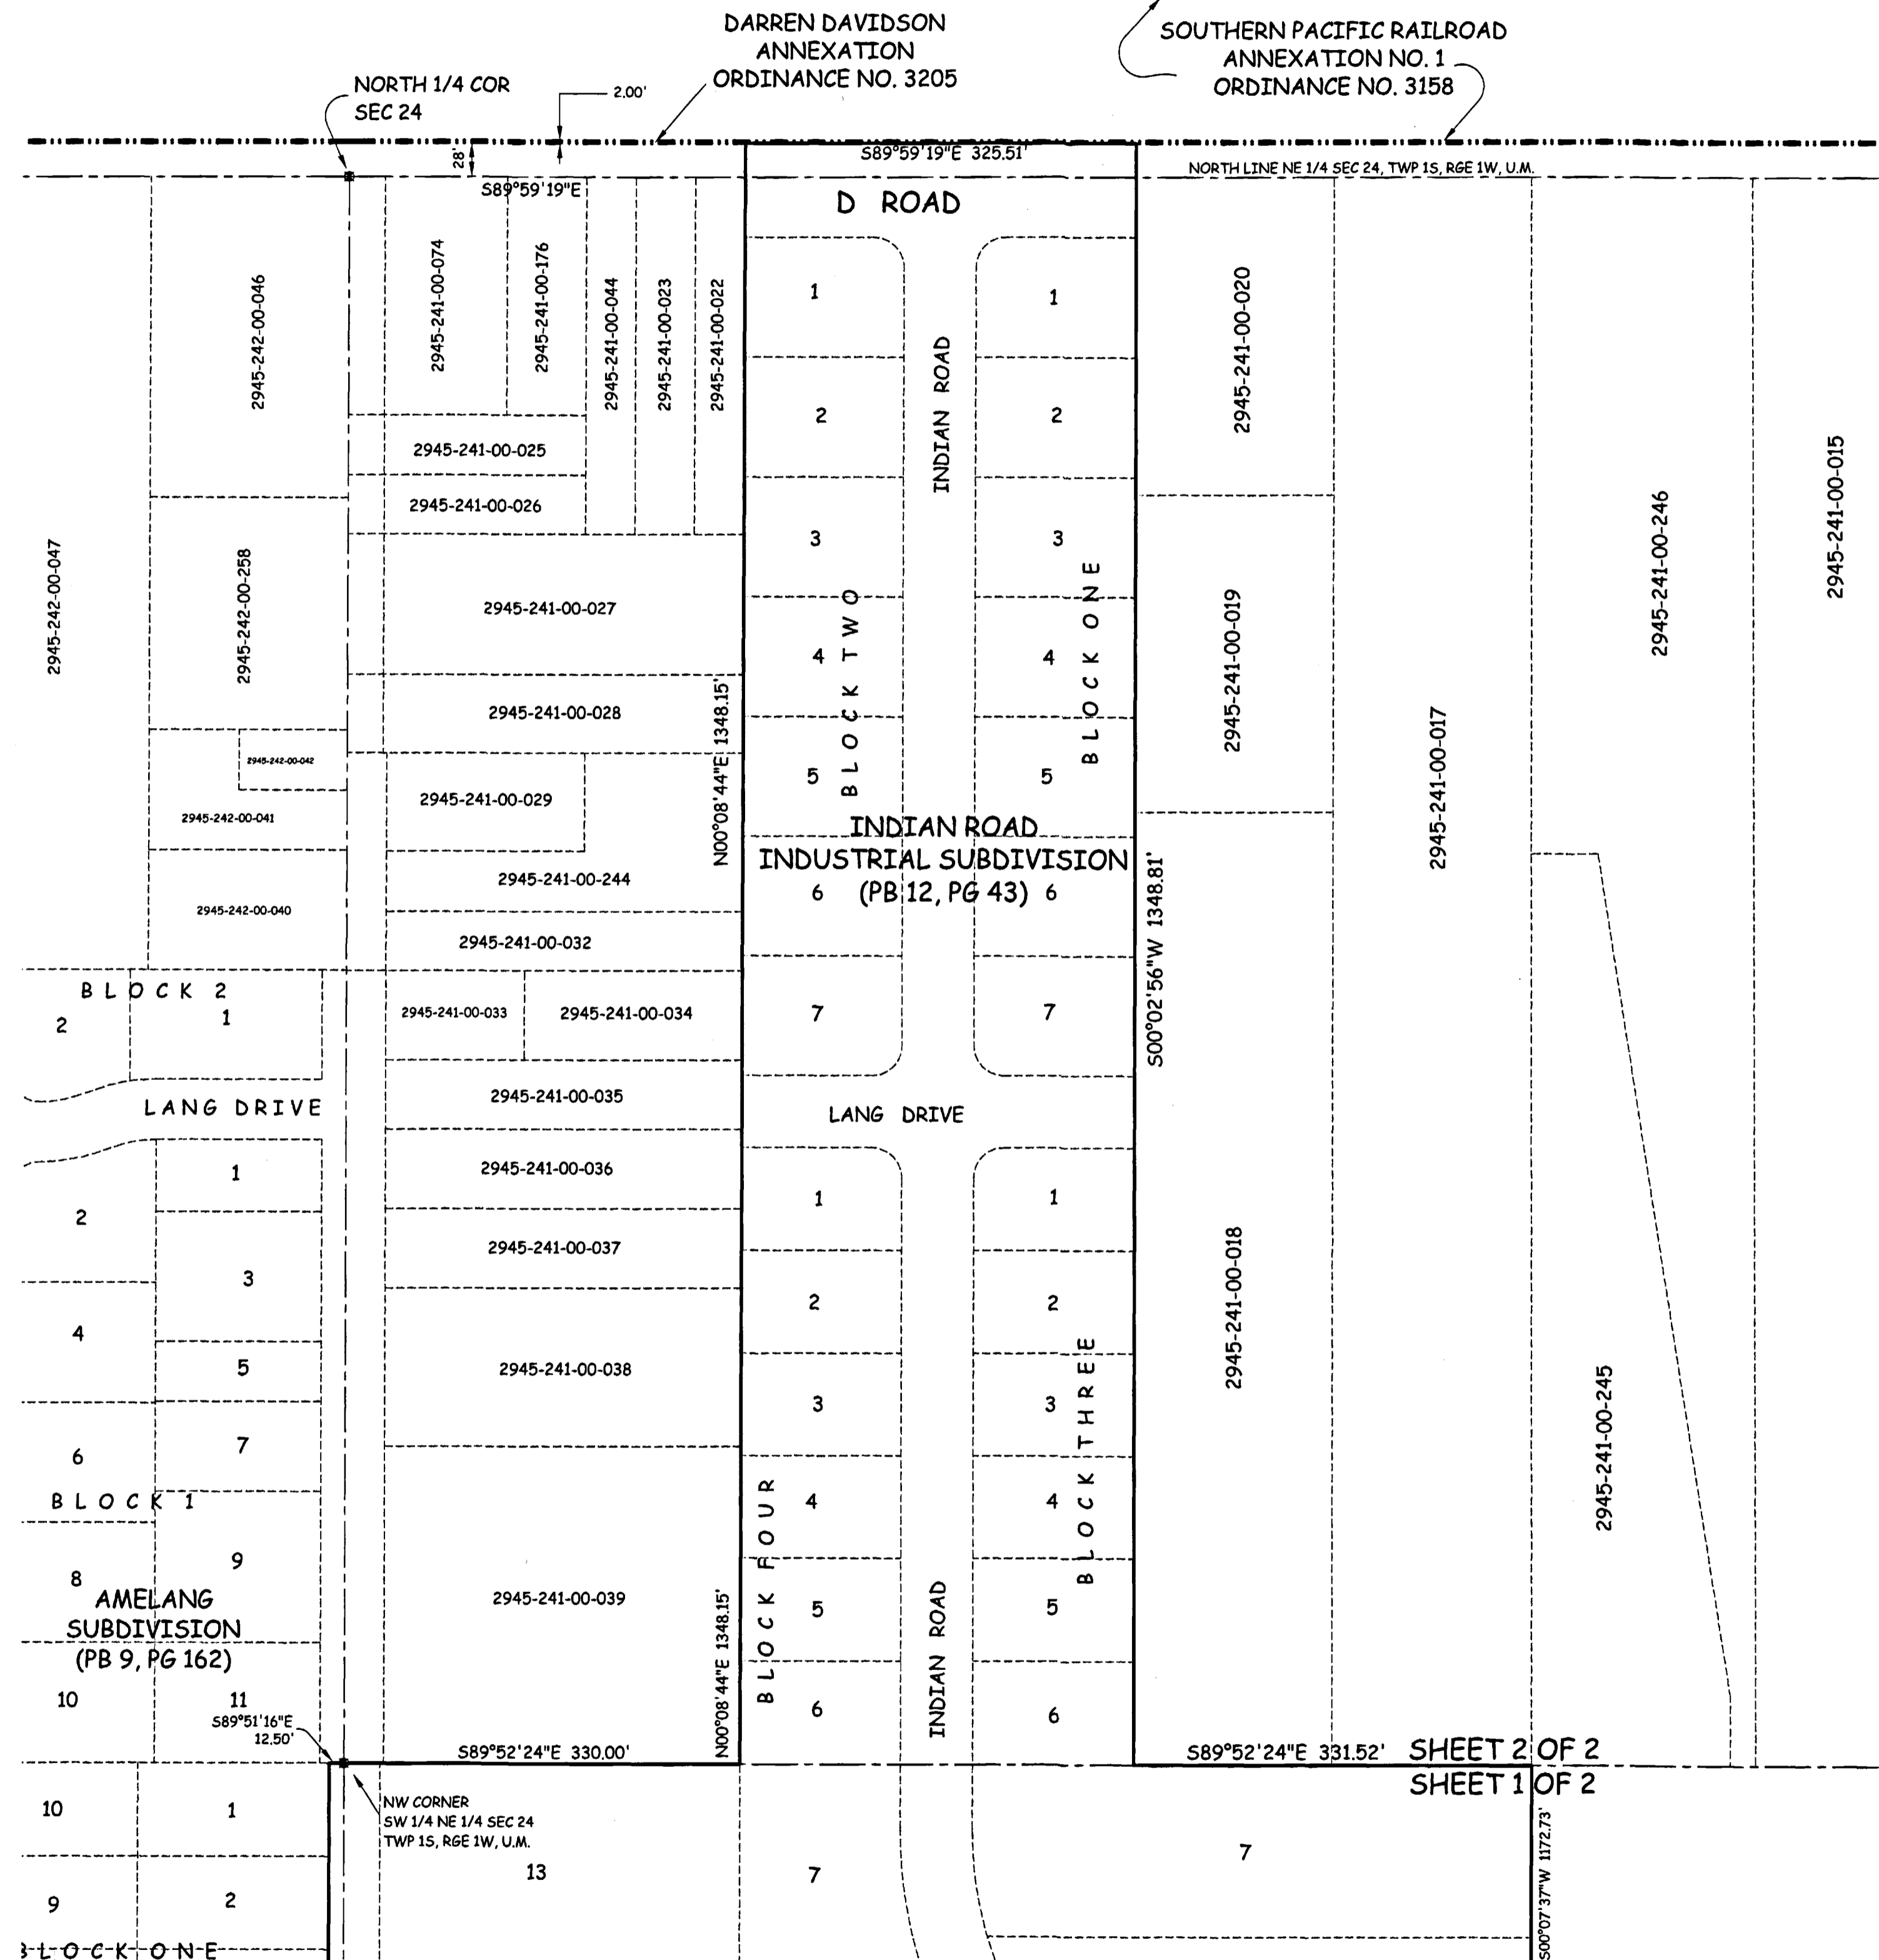 DARREN DAVIDSON
ANNEXATION
ORDINANCE NO. 3205
SOUTHERN PACIFIC RAILROAD
ANNEXATION NO. 1
ORDINANCE NO. 3158
NORTH 1/4 COR
SEC 24
2.00'
28'
S89°59'19"E 325.51'
NORTH LINE NE 1/4 SEC 24, TWP 1S, RGE 1W, U.M.
S89°59'19"E
D ROAD
2945-242-00-047
2945-242-00-046
2945-242-00-258
2945-242-00-042
2945-242-00-041
2945-242-00-040
2945-241-00-074
2945-241-00-176
2945-241-00-044
2945-241-00-023
2945-241-00-022
2945-241-00-025
2945-241-00-026
2945-241-00-027
2945-241-00-028
2945-241-00-029
2945-241-00-244
2945-241-00-032
2945-241-00-033
2945-241-00-034
2945-241-00-035
2945-241-00-036
2945-241-00-037
2945-241-00-038
2945-241-00-039
N00°08'44"E 1348.15'
N00°08'44"E 1348.15'
1
2
3
4
5
6
7
BLOCK TWO
INDIAN ROAD
1
2
3
4
5
6
7
BLOCK ONE
INDIAN ROAD
INDUSTRIAL SUBDIVISION
(PB 12, PG 43)
LANG DRIVE
1
2
3
4
5
6
BLOCK FOUR
INDIAN ROAD
1
2
3
4
5
6
BLOCK THREE
S00°02'56"W 1348.81'
2945-241-00-020
2945-241-00-019
2945-241-00-018
2945-241-00-017
2945-241-00-246
2945-241-00-245
2945-241-00-015
BLOCK 2
2
1
LANG DRIVE
1
2
3
4
5
6
7
BLOCK 1
8
9
AMELANG
SUBDIVISION
(PB 9, PG 162)
10
11
S89°51'16"E
12.50'
S89°52'24"E 330.00'
S89°52'24"E 331.52'
SHEET 2 OF 2
SHEET 1 OF 2
NW CORNER
SW 1/4 NE 1/4 SEC 24
TWP 1S, RGE 1W, U.M.
10
1
9
2
BLOCK ONE
13
7
7
S00°07'37"W 1172.73'